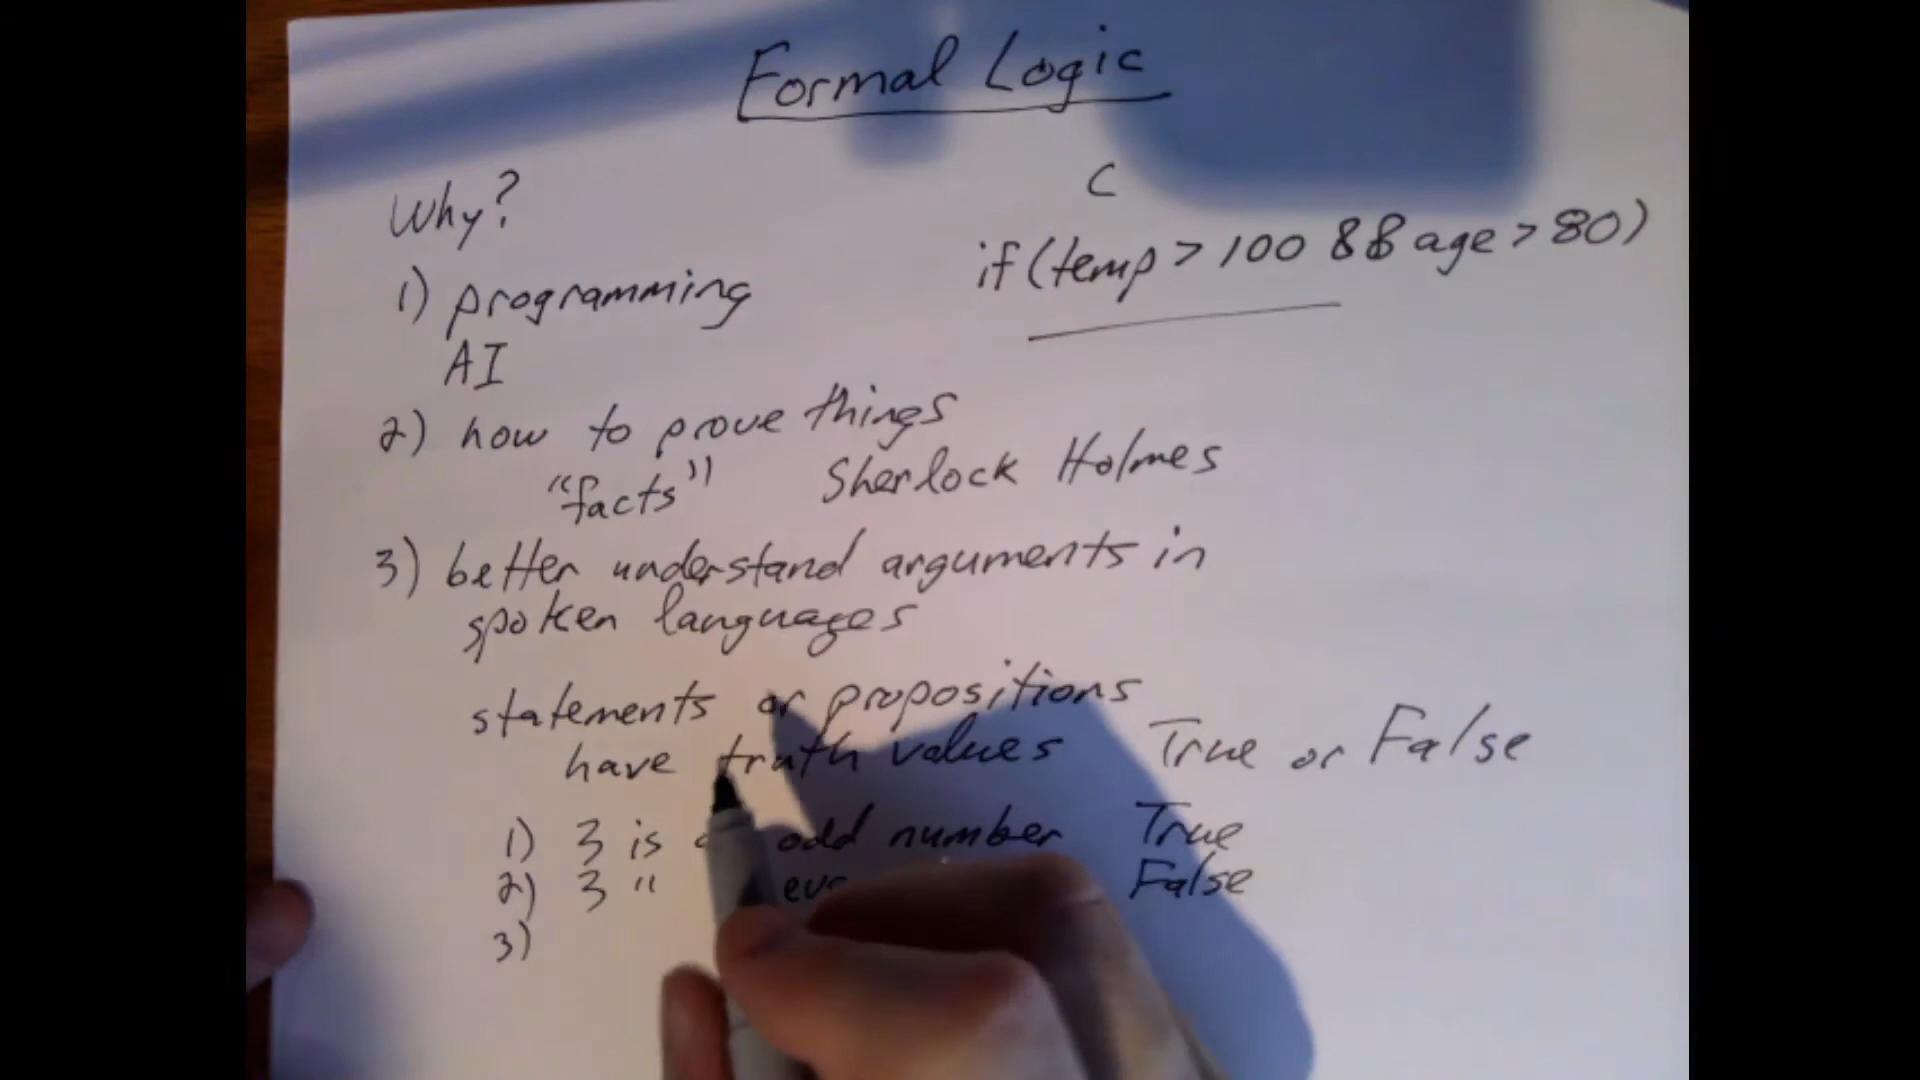 Formal Logic
Why?
C
if (temp > 100 && age > 80)
1) programming
AI
2) how to prove things
"facts" Sherlock Holmes
3) better understand arguments in
spoken languages
statements or propositions
have truth values True or False
1) 3 is odd number True
2) 3 " False
3)